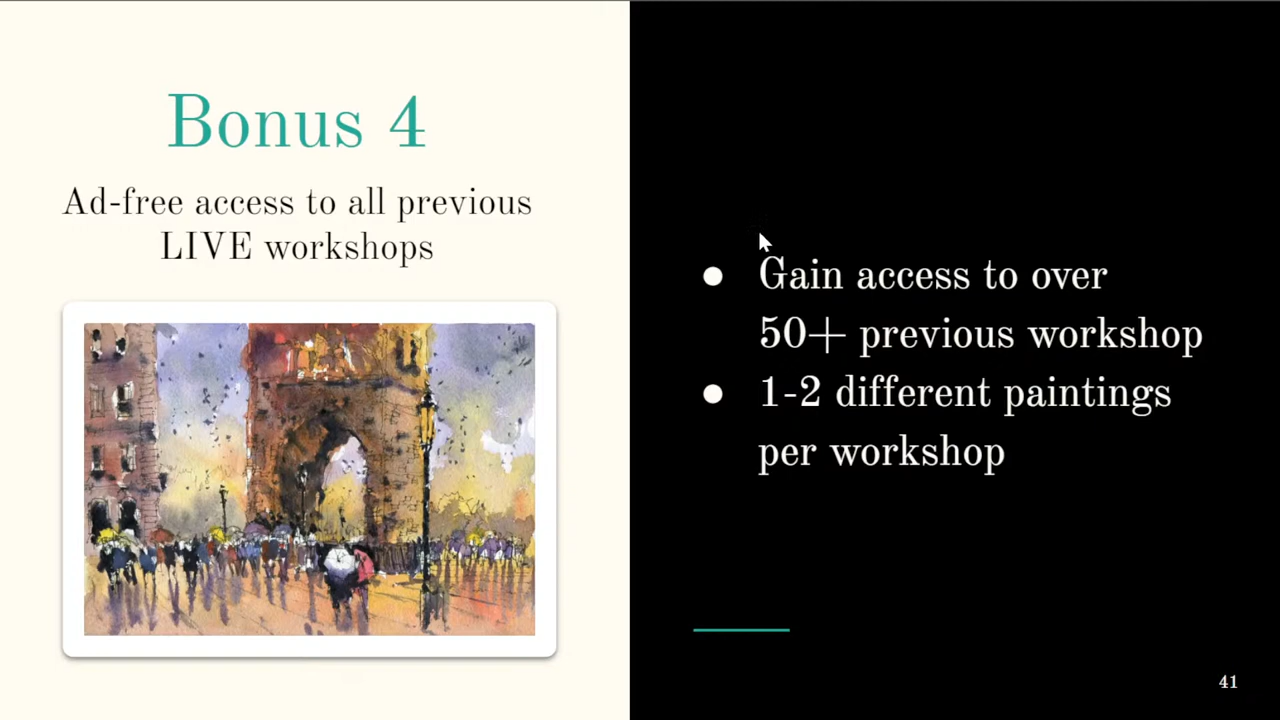 Bonus 4
Ad-free access to all previous
LIVE workshops
● Gain access to over
50+ previous workshop
● 1-2 different paintings
per workshop
41